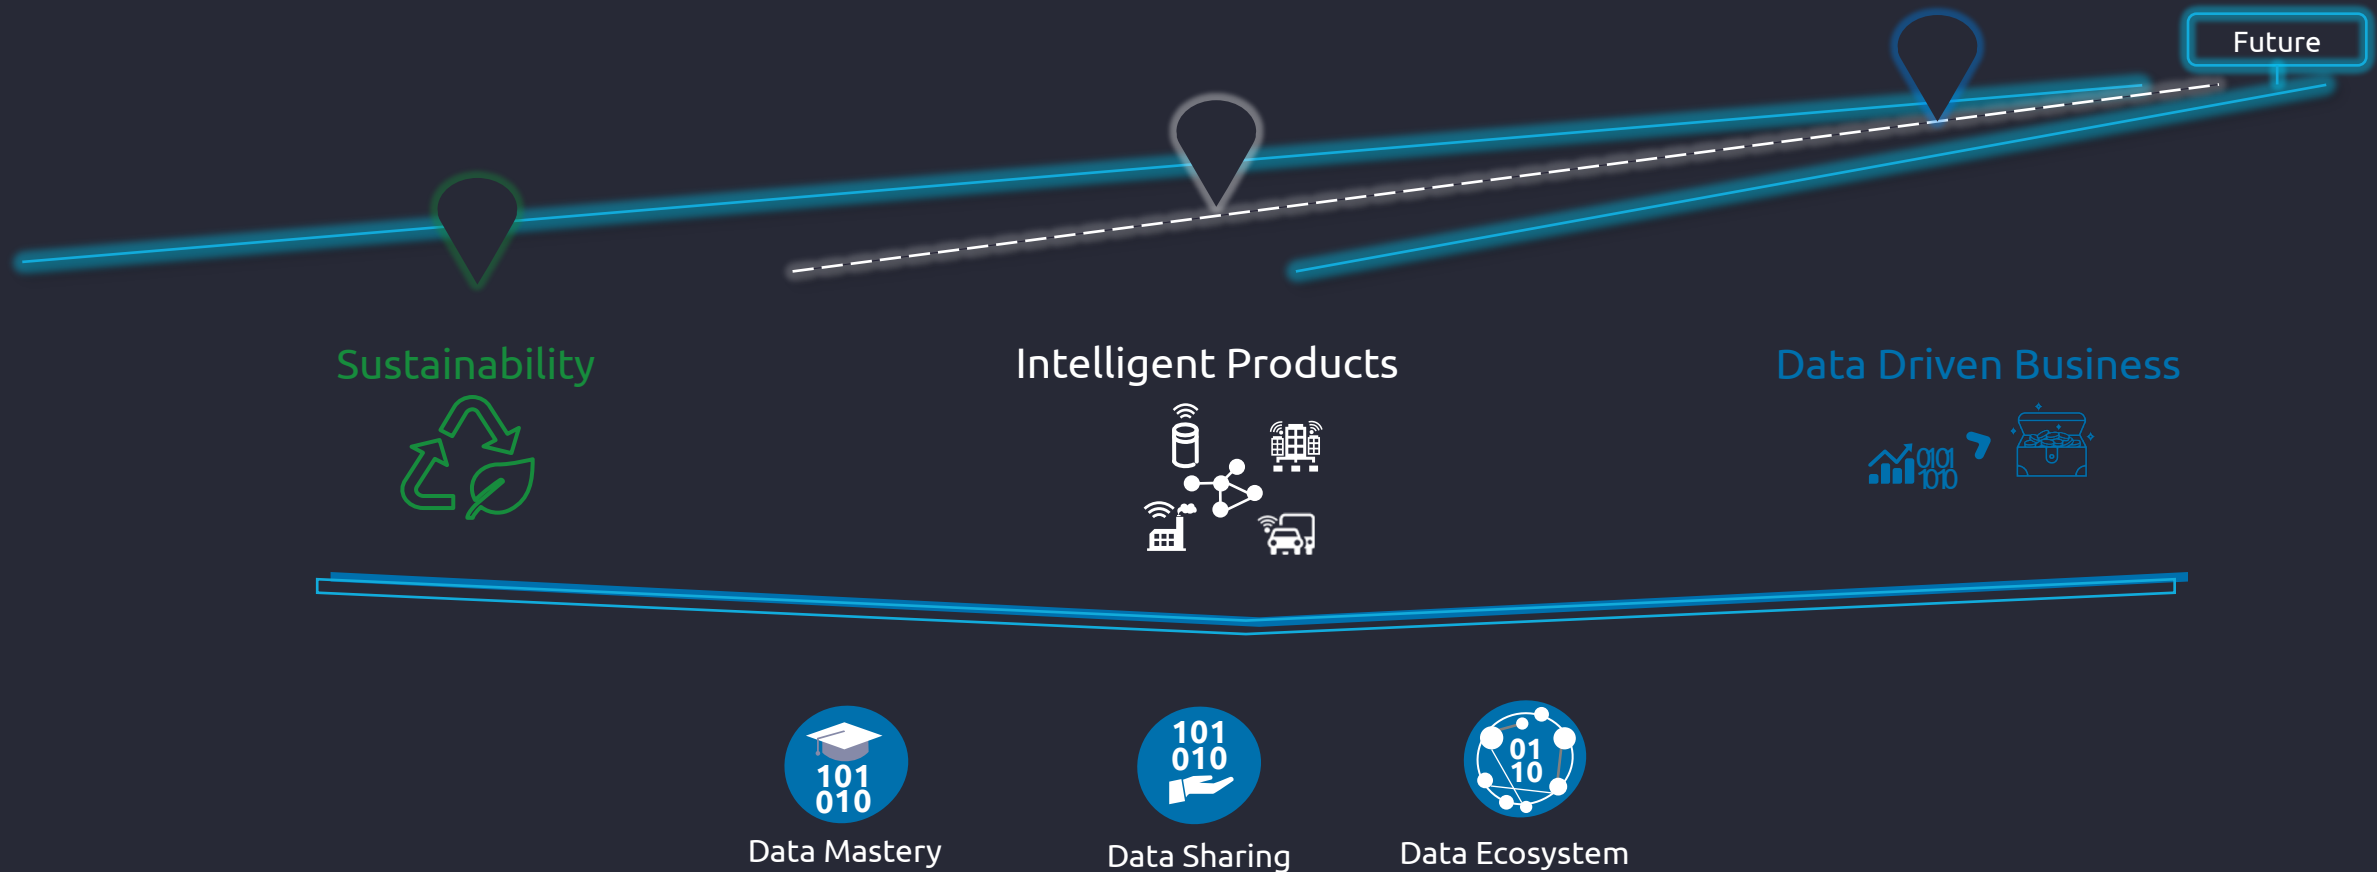 Future
Sustainability
Intelligent Products
Data Driven Business
0101
1010
101
010
101
010
01
10
Data Mastery
Data Sharing
Data Ecosystem